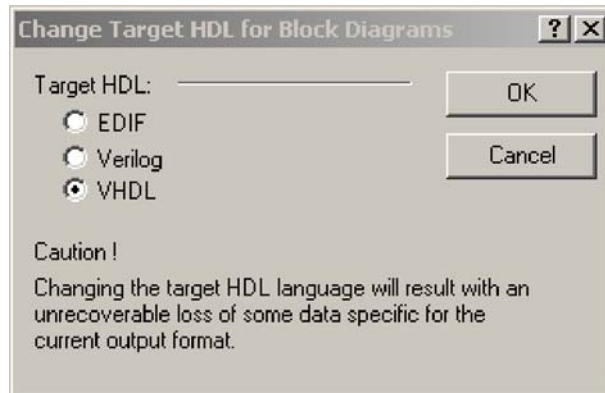 Change Target HDL for Block Diagrams
Target HDL:
EDIF
Verilog
VHDL
OK
Cancel
Caution !
Changing the target HDL language will result with an
unrecoverable loss of some data specific for the
current output format.